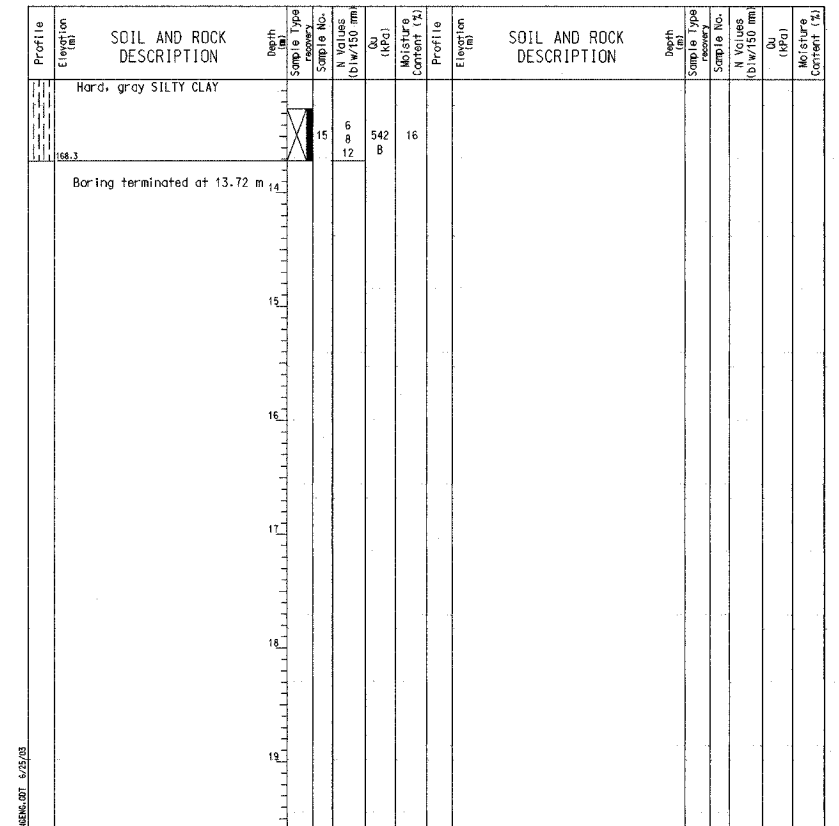 Profile
Elevation
(m)
SOIL AND ROCK
DESCRIPTION
Depth
(m)
Sample Type
recovery
Sample No.
N Values
(blw/150 mm)
Qu
(kPa)
Moisture
Content (%)
Profile
Elevation
(m)
SOIL AND ROCK
DESCRIPTION
Depth
(m)
Sample Type
recovery
Sample No.
N Values
(blw/150 mm)
Qu
(kPa)
Moisture
Content (%)
Hard, gray SILTY CLAY
15
6
8
12
542
B
16
168.3
Boring terminated at 13.72 m
14
15
16
17
18
19
6/25/03